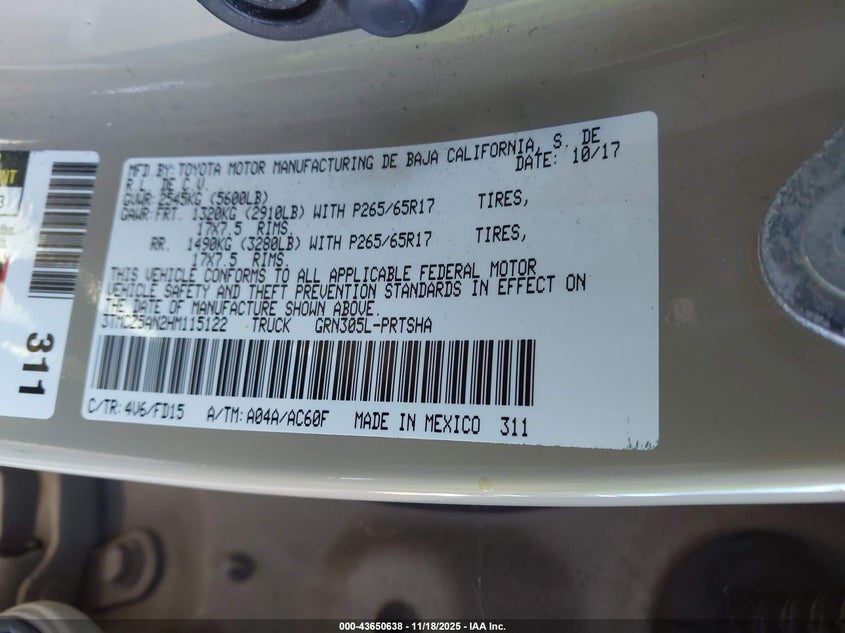 MFD.BY: TOYOTA MOTOR MANUFACTURING DE BAJA CALIFORNIA, S. DE
R.L. DE C.V. DATE: 10/17
GVWR 2545KG (5600LB)
GAWR:FRT. 1320KG (2910LB) WITH P265/65R17 TIRES,
17X7.5 RIMS.
RR. 1490KG (3280LB) WITH P265/65R17 TIRES,
17X7.5 RIMS.
THIS VEHICLE CONFORMS TO ALL APPLICABLE FEDERAL MOTOR
VEHICLE SAFETY AND THEFT PREVENTION STANDARDS IN EFFECT ON
THE DATE OF MANUFACTURE SHOWN ABOVE.
3TMCZ5AN2HM115122 TRUCK GRN305L-PRTSHA
C/TR: 4V6/FD15 A/TM: A04A/AC60F MADE IN MEXICO 311
311
000-43650638 - 11/18/2025 - IAA Inc.